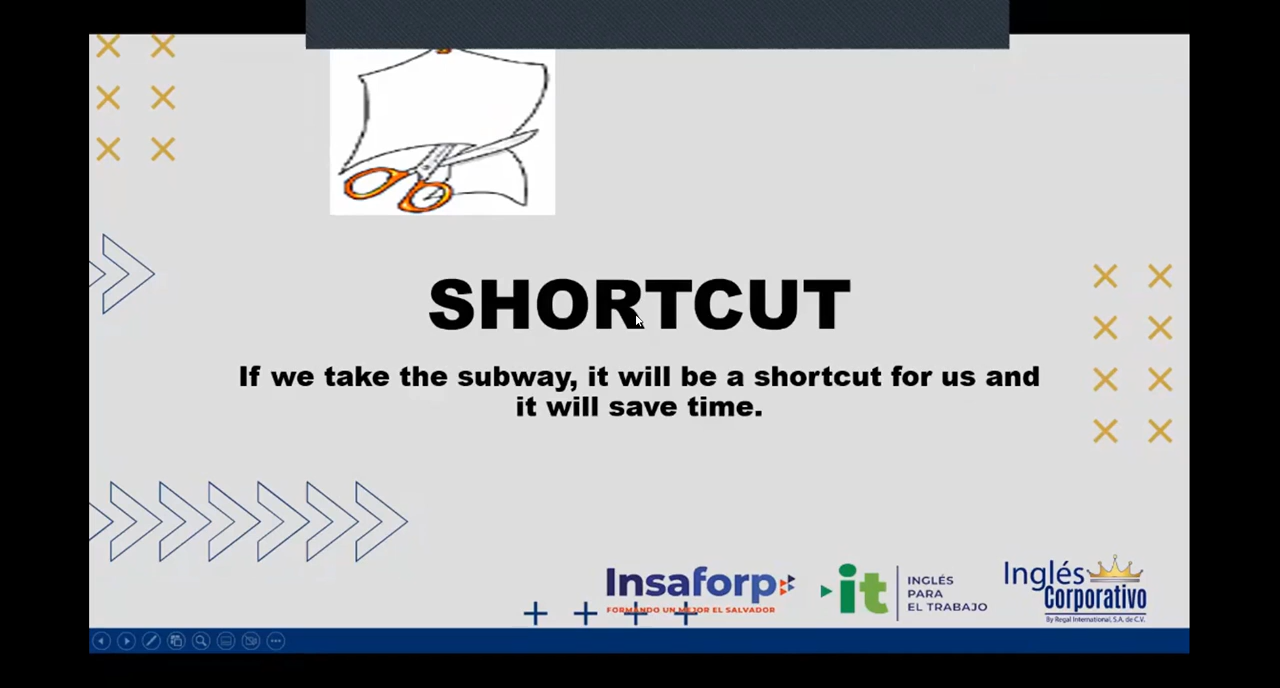 SHORTCUT
If we take the subway, it will be a shortcut for us and
it will save time.
Insaforp
FORMANDO UN MEJOR EL SALVADOR
it
INGLÉS
PARA
EL TRABAJO
Inglés
Corporativo
By Regal International, S.A. de C.V.